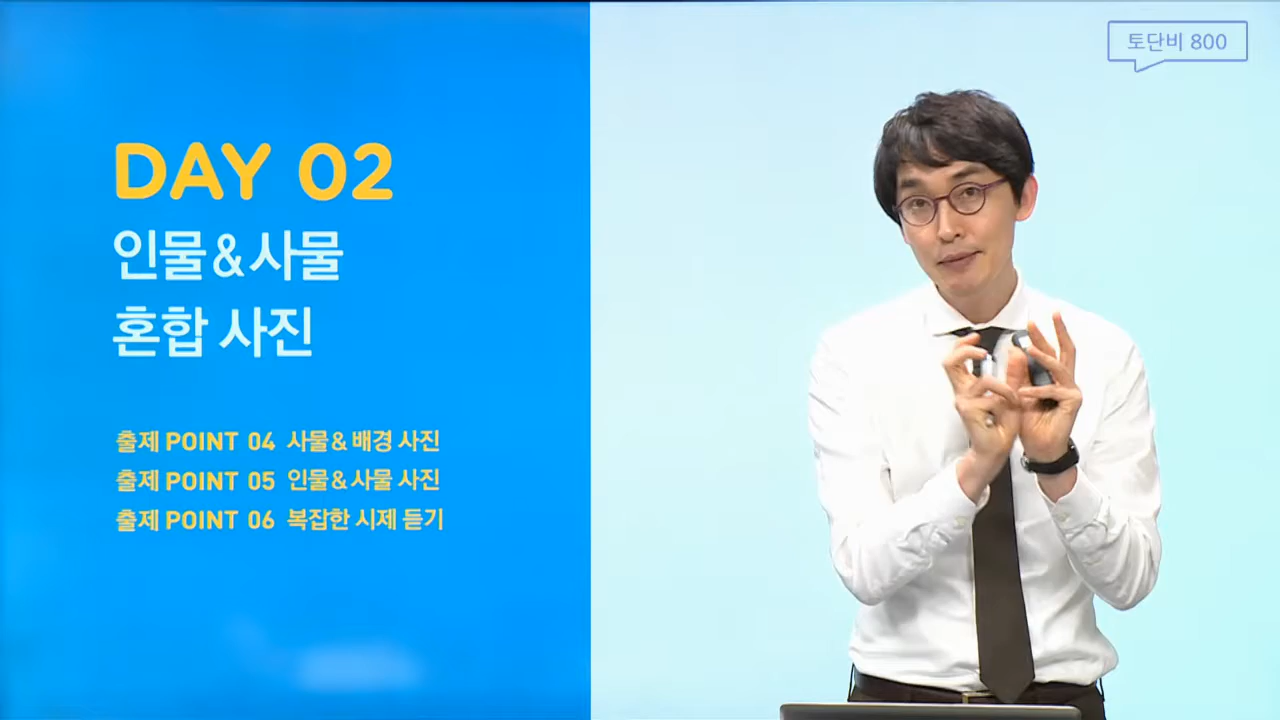 토단비 800
DAY 02
인물&사물
혼합 사진
출제 POINT 04 사물&배경 사진
출제 POINT 05 인물&사물 사진
출제 POINT 06 복잡한 시제 듣기